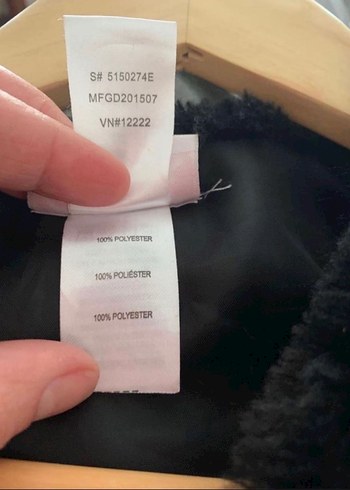 S# 5150274E
MFGD201507
VN#12222
100% POLYESTER
100% POLIÉSTER
100% POLYESTER